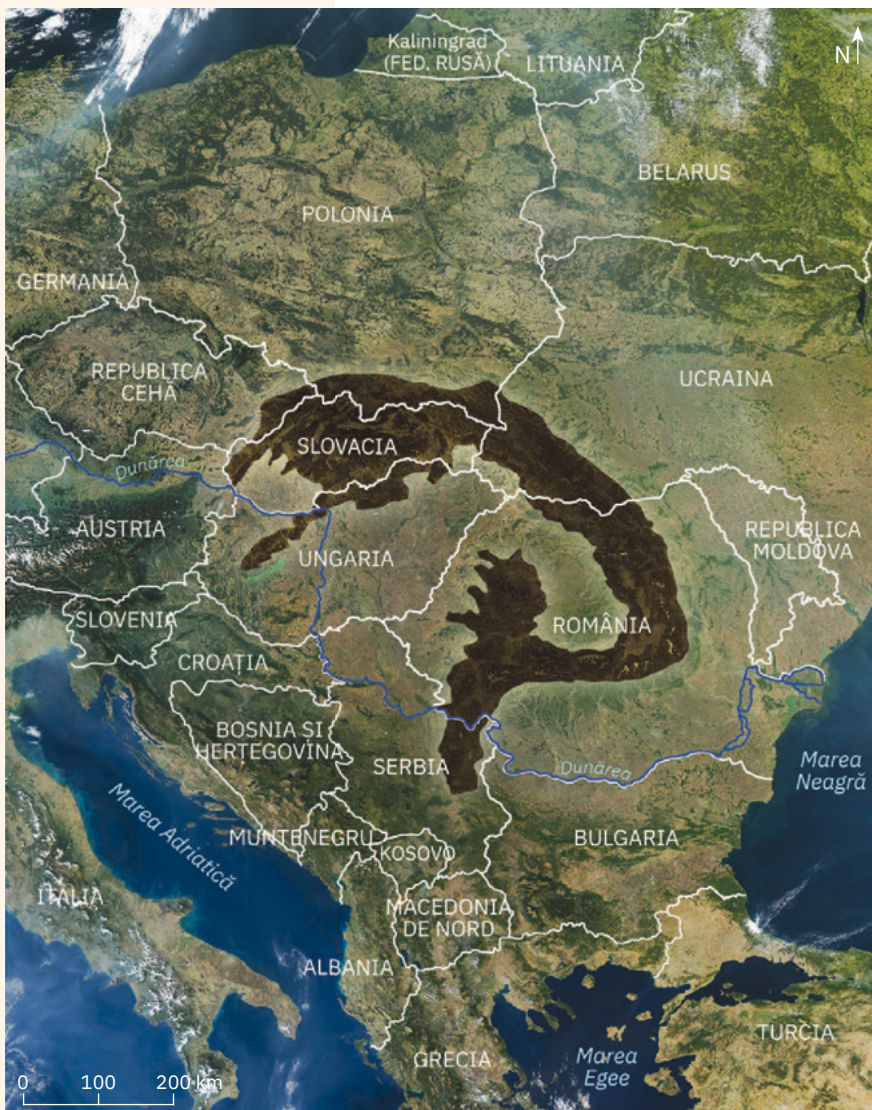 Kaliningrad
(FED. RUSĂ)
LITUANIA
N
BELARUS
POLONIA
GERMANIA
REPUBLICA
CEHĂ
UCRAINA
SLOVACIA
Dunărea
AUSTRIA
UNGARIA
REPUBLICA
MOLDOVA
SLOVENIA
ROMÂNIA
CROAȚIA
BOSNIA SI
HERȚEGOVINA
SERBIA
Dunărea
Marea
Neagră
Marea Adriatică
MUNTENEGRU
KOSOVO
BULGARIA
ITALIA
MACEDONIA
DE NORD
ALBANIA
TURCIA
GRECIA
Marea
Egee
0 100 200 km